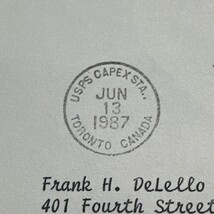 USPS CAPEX STA..
JUN
13
1987
TORONTO CANADA
Frank H. DeLello
401 Fourth Street